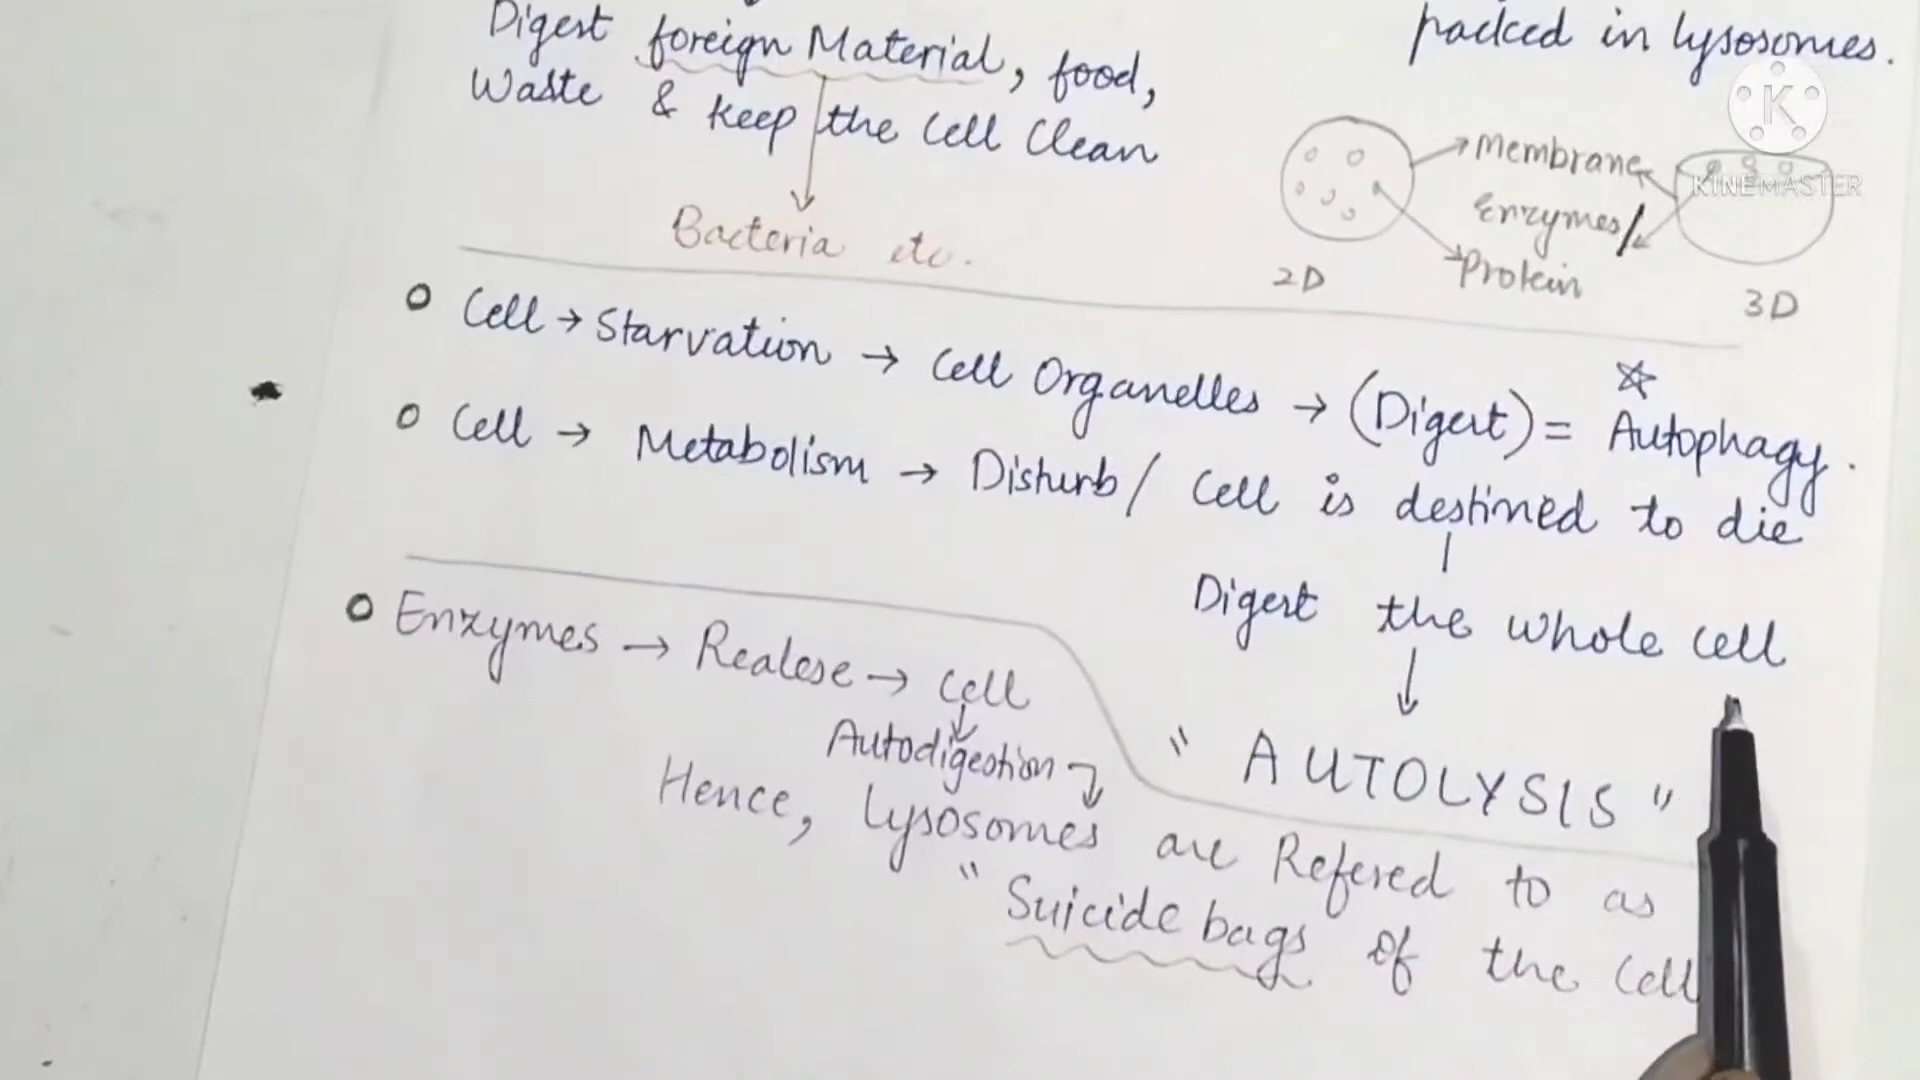 Digest foreign Material, food,
Waste & keep the Cell Clean
Bacteria etc.
packed in lysosomes.
Membrane
Enzymes/
Protein
2D
3D
K
KINEMASTER
o Cell → Starvation → Cell Organelles → (Digest) = Autophagy.
o Cell → Metabolism → Disturb/ Cell is destined to die
Digest the whole cell
↓
" AUTOLYSIS "
o Enzymes → Realese → Cell
Autodigestion
Hence, lysosomes are Refered to as
"Suicide bags of the Cell